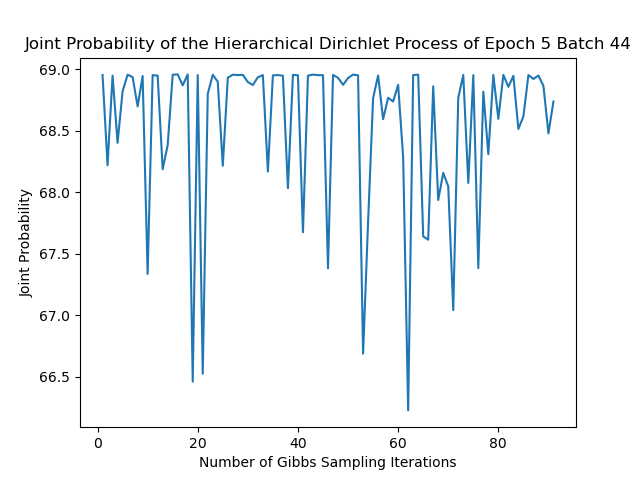 Joint Probability of the Hierarchical Dirichlet Process of Epoch 5 Batch 44
69.0
68.5
68.0
67.5
67.0
66.5
Joint Probability
0 20 40 60 80
Number of Gibbs Sampling Iterations